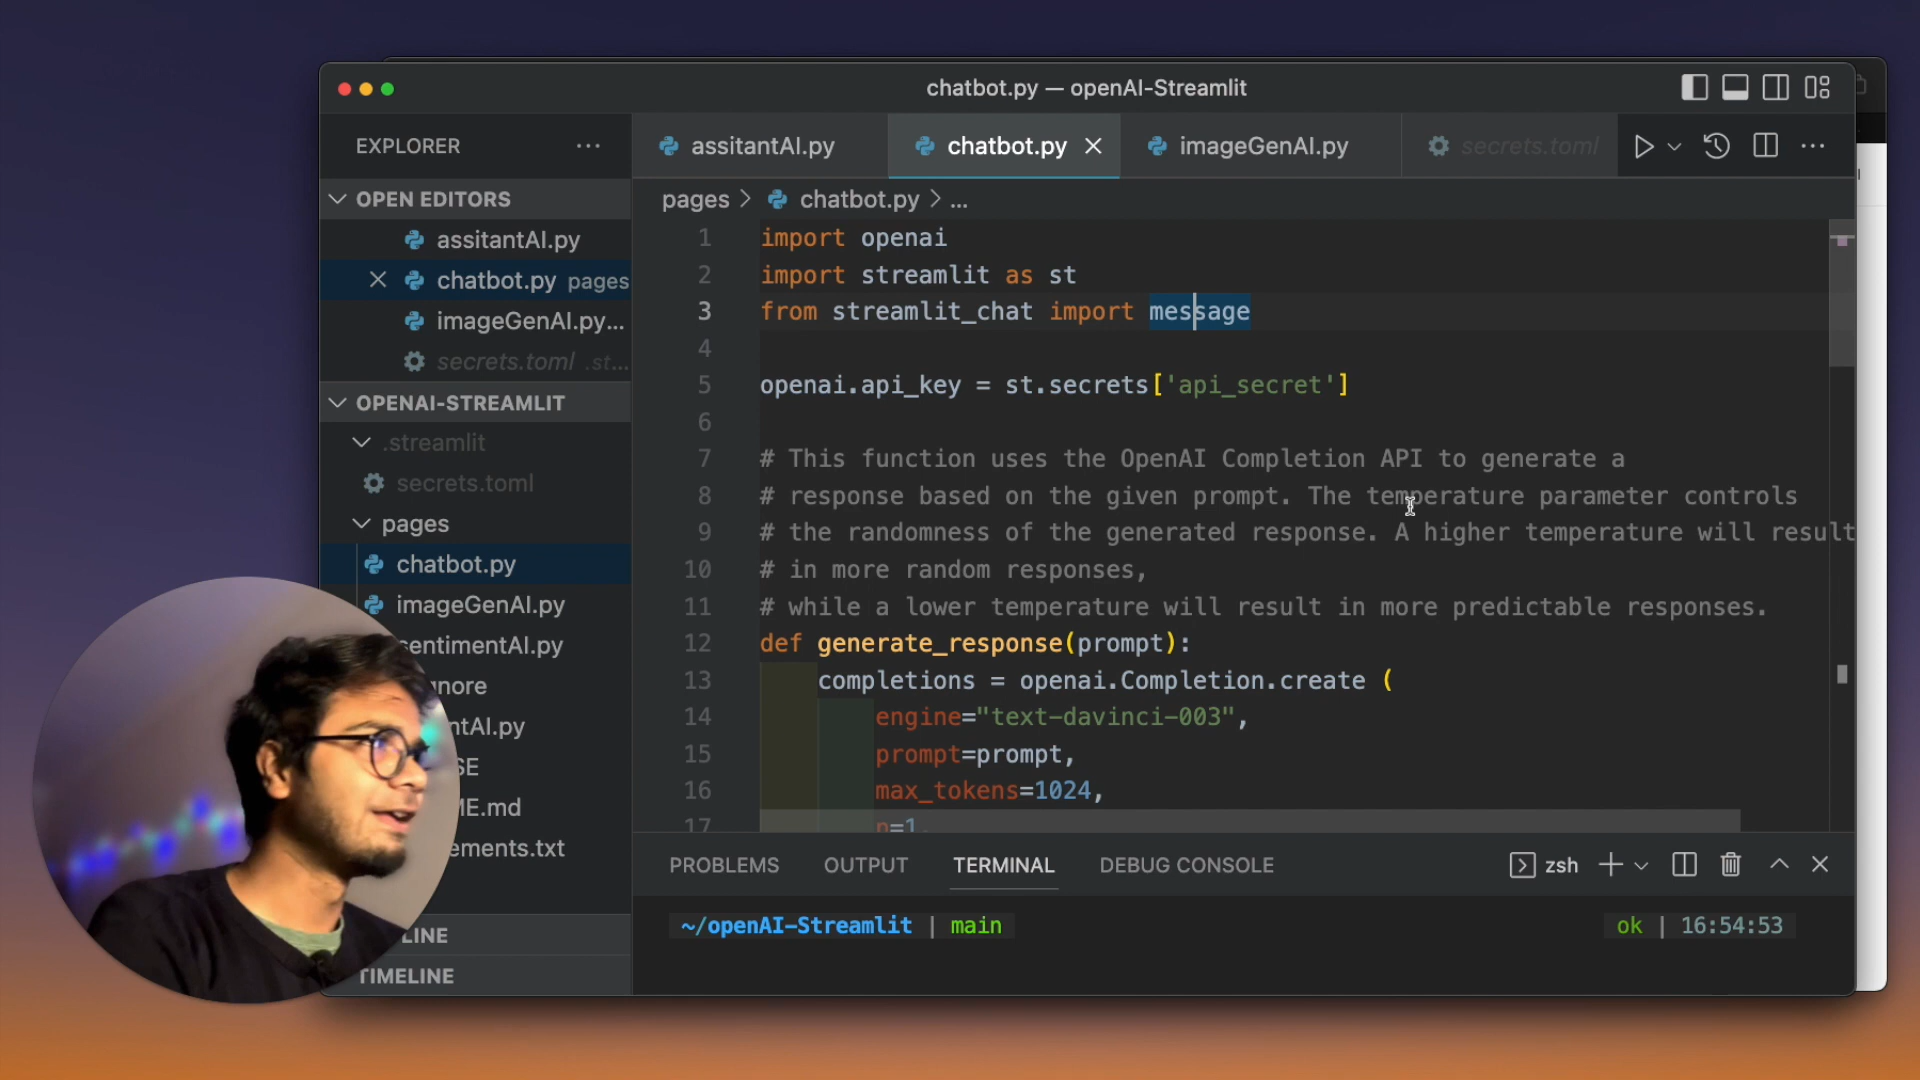 chatbot.py — openAI-Streamlit
EXPLORER
assitantAI.py
chatbot.py
imageGenAI.py
secrets.toml
OPEN EDITORS
assitantAI.py
chatbot.py pages
imageGenAI.py...
secrets.toml .st...
OPENAI-STREAMLIT
.streamlit
secrets.toml
pages
chatbot.py
imageGenAI.py
sentimentAI.py
nore
ntAI.py
SE
ME.md
ements.txt
LINE
TIMELINE
pages > chatbot.py > ...
1 import openai
2 import streamlit as st
3 from streamlit_chat import message
4
5 openai.api_key = st.secrets['api_secret']
6
7 # This function uses the OpenAI Completion API to generate a
8 # response based on the given prompt. The temperature parameter controls
9 # the randomness of the generated response. A higher temperature will result
10 # in more random responses,
11 # while a lower temperature will result in more predictable responses.
12 def generate_response(prompt):
13 completions = openai.Completion.create (
14 engine="text-davinci-003",
15 prompt=prompt,
16 max_tokens=1024,
17 n=1,
PROBLEMS
OUTPUT
TERMINAL
DEBUG CONSOLE
zsh
~/openAI-Streamlit | main
ok | 16:54:53